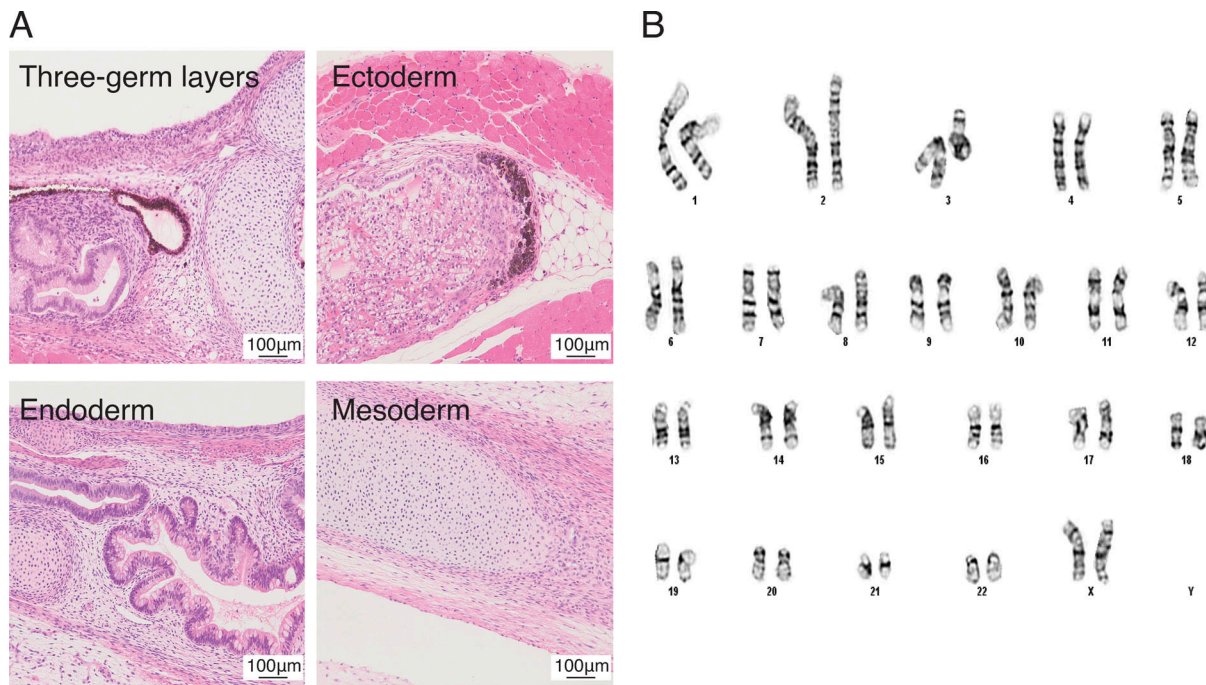 A
B
Three-germ layers
Ectoderm
100μm
100μm
Endoderm
Mesoderm
100μm
100μm
1 2 3 4 5
6 7 8 9 10 11 12
13 14 15 16 17 18
19 20 21 22 X Y